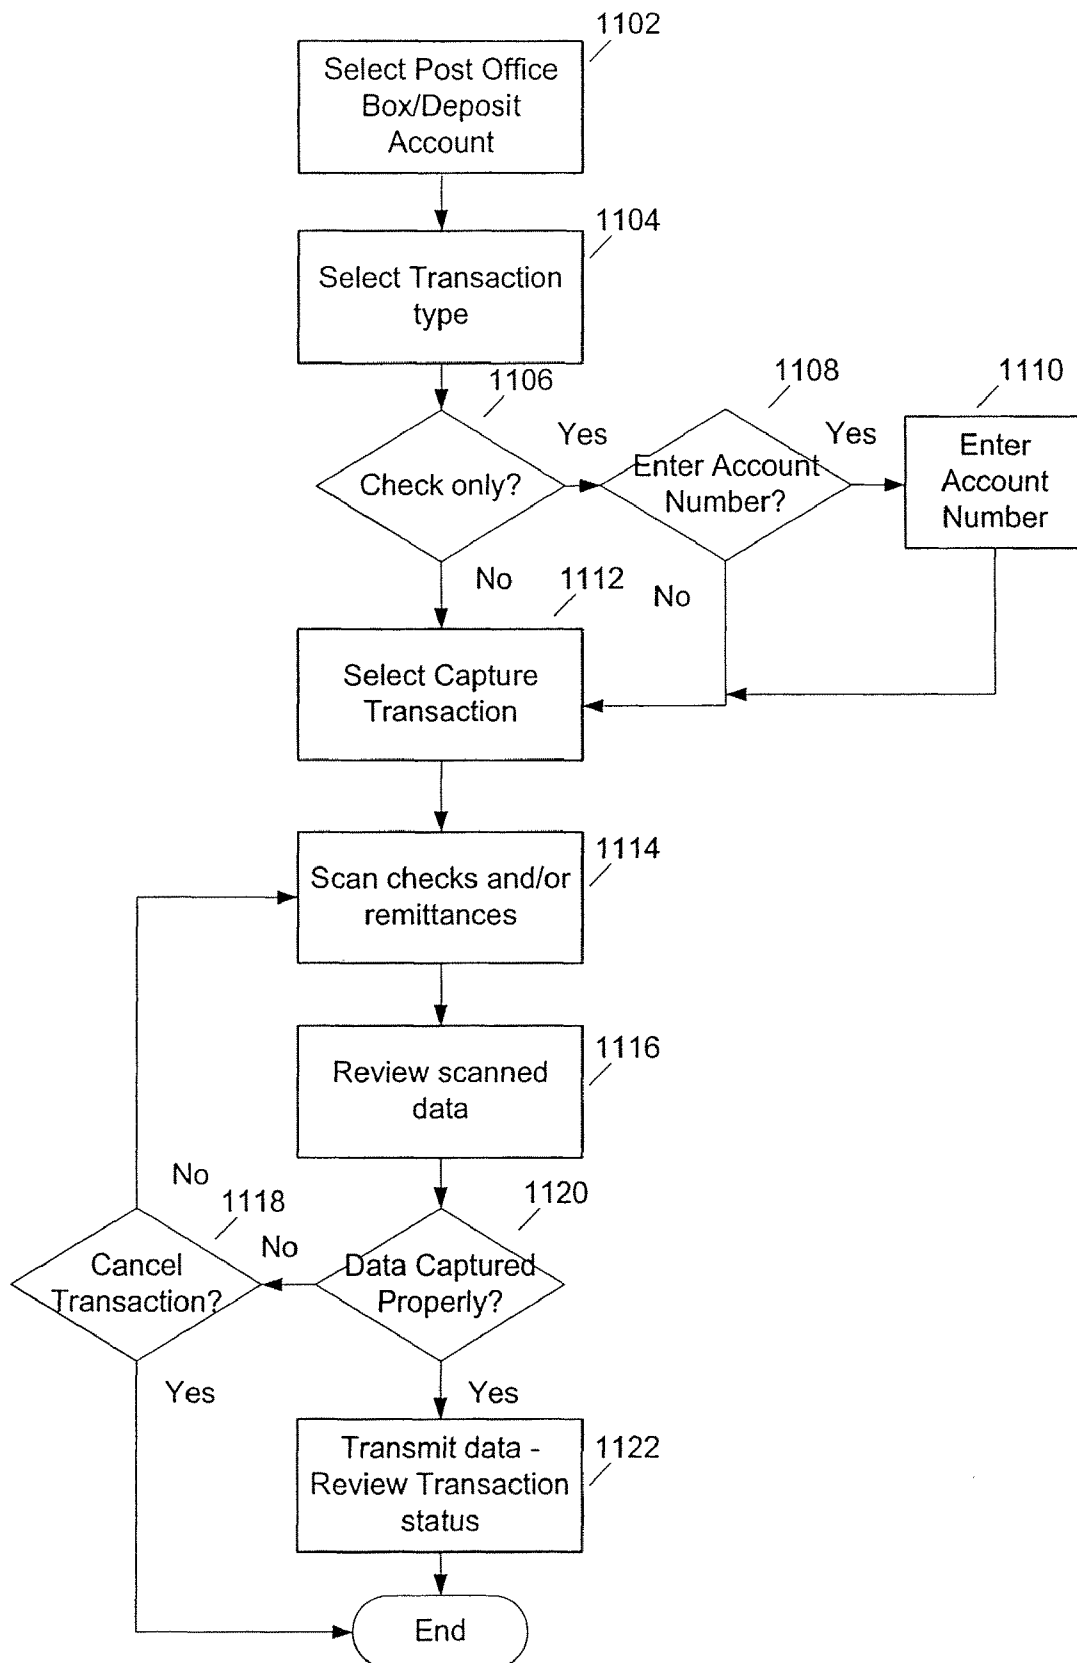 1102
Select Post Office
Box/Deposit
Account
1104
Select Transaction
type
1106
Check only?
Yes
1108
Enter Account
Number?
Yes
1110
Enter
Account
Number
No
No
1112
Select Capture
Transaction
1114
Scan checks and/or
remittances
1116
Review scanned
data
No
1118
Cancel
Transaction?
No
1120
Data Captured
Properly?
Yes
Yes
1122
Transmit data -
Review Transaction
status
End